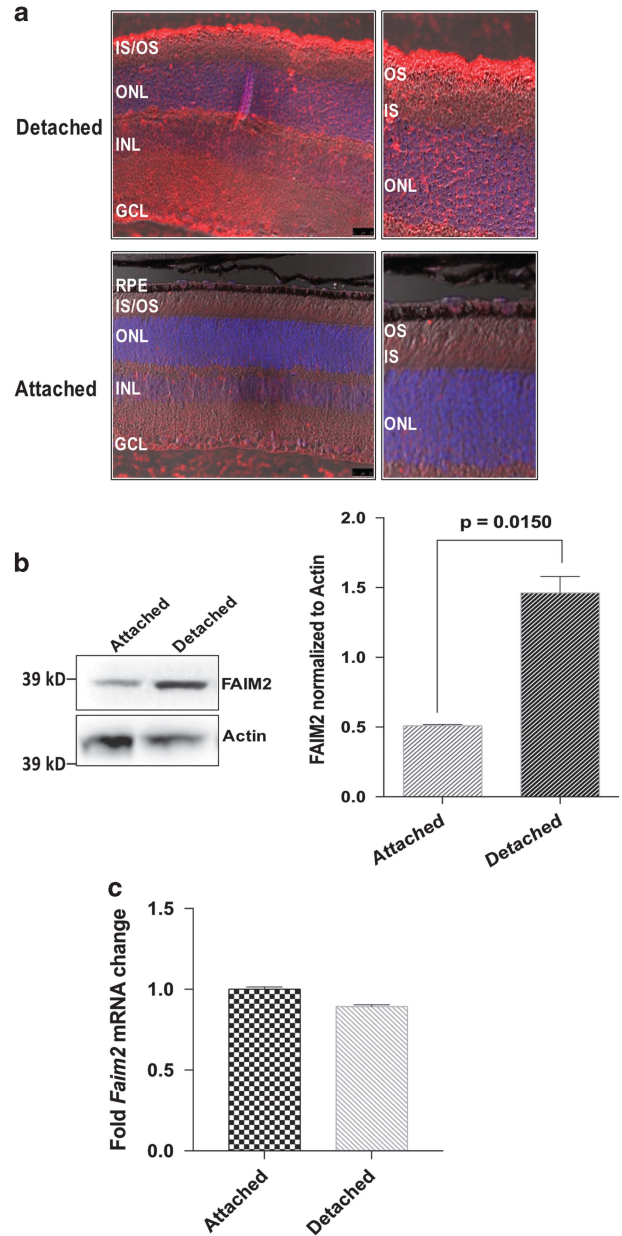 a
Detached
IS/OS
ONL
INL
GCL
OS
IS
ONL
Attached
RPE
IS/OS
ONL
INL
GCL
OS
IS
ONL
b
Attached
Detached
39 kD
FAIM2
Actin
39 kD
FAIM2 normalized to Actin
2.0
1.5
1.0
0.5
0.0
p = 0.0150
Attached
Detached
c
Fold Faim2 mRNA change
1.5
1.0
0.5
0.0
Attached
Detached